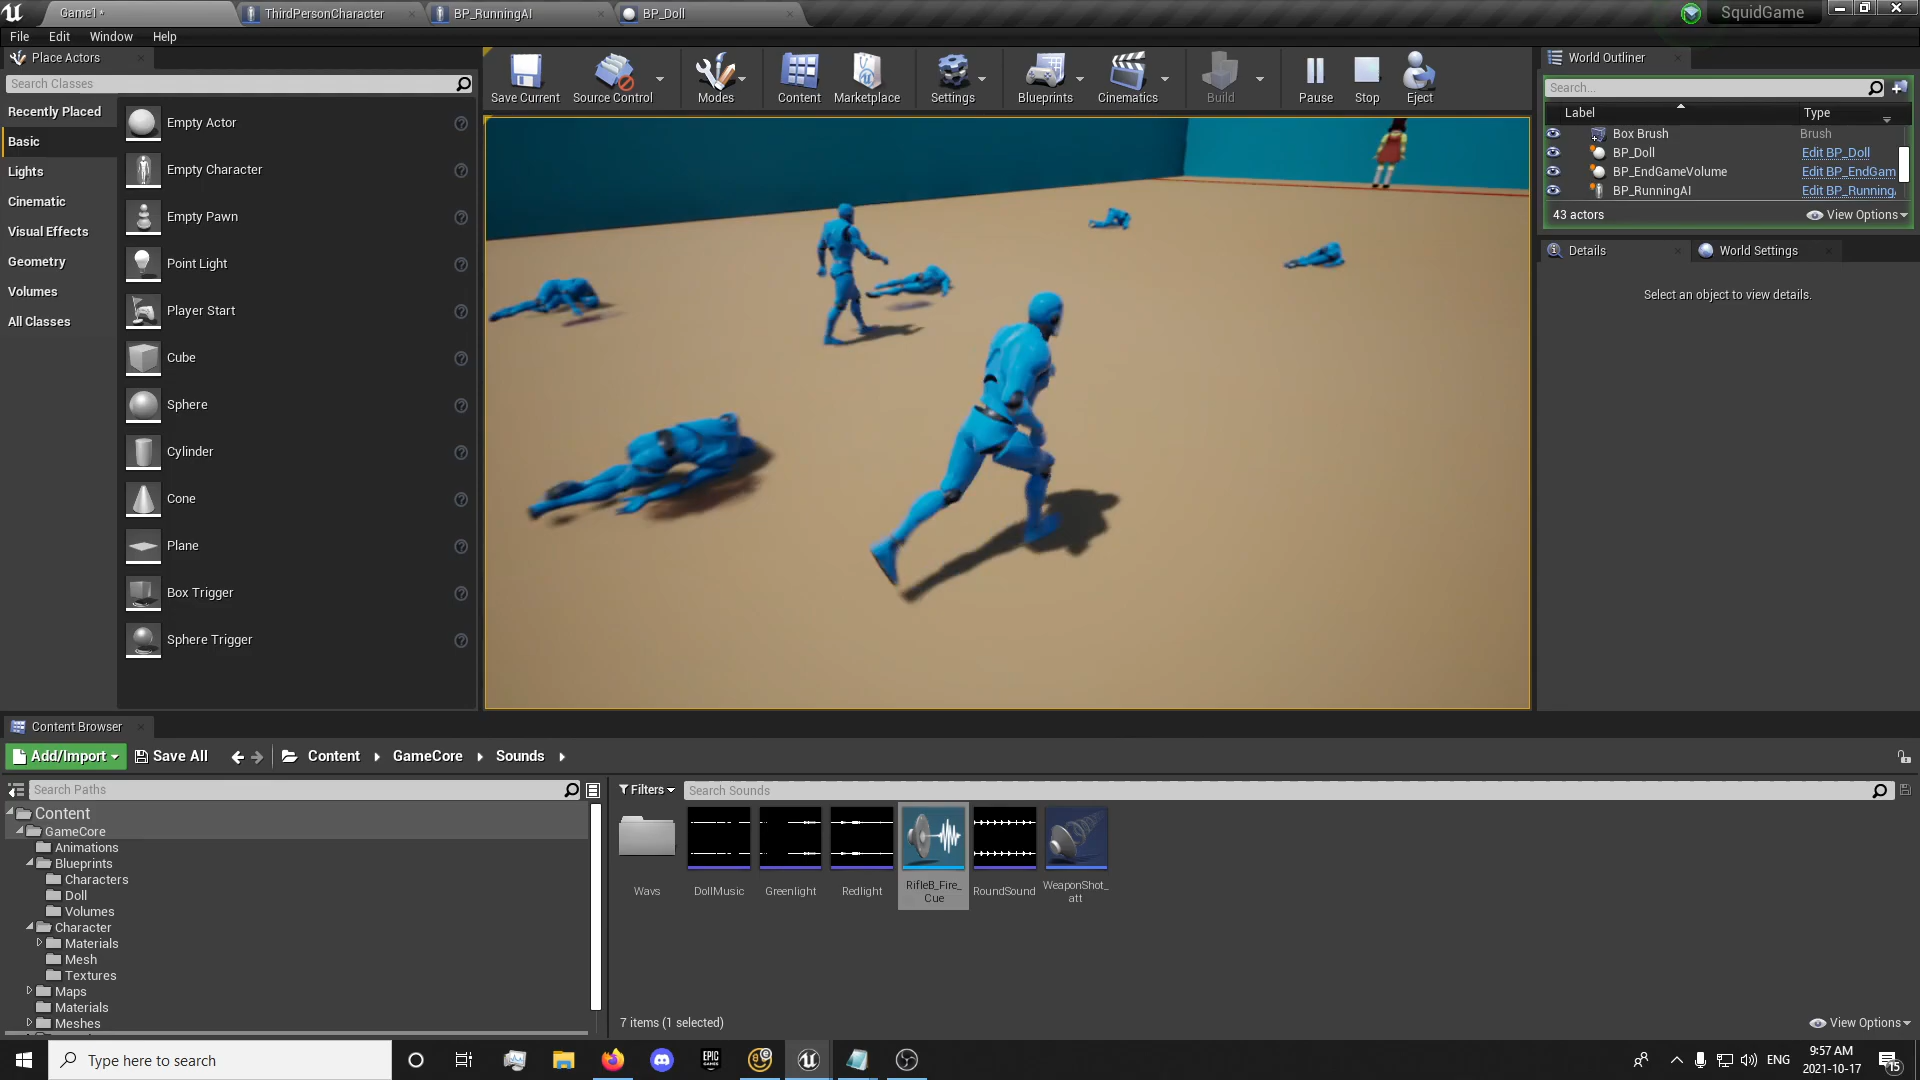 Game1*
ThirdPersonCharacter
BP_RunningAI
BP_Doll
SquidGame
File Edit Window Help
Place Actors
Search Classes
Recently Placed
Basic
Lights
Cinematic
Visual Effects
Geometry
Volumes
All Classes
Empty Actor
Empty Character
Empty Pawn
Point Light
Player Start
Cube
Sphere
Cylinder
Cone
Plane
Box Trigger
Sphere Trigger
Save Current
Source Control
Modes
Content
Marketplace
Settings
Blueprints
Cinematics
Build
Pause
Stop
Eject
World Outliner
Search...
Label Type
Box Brush Brush
BP_Doll Edit BP_Doll
BP_EndGameVolume Edit BP_EndGam
BP_RunningAI Edit BP_Running
43 actors View Options
Details World Settings
Select an object to view details.
Content Browser
Add/Import Save All Content GameCore Sounds
Search Paths
Content
GameCore
Animations
Blueprints
Characters
Doll
Volumes
Character
Materials
Mesh
Textures
Maps
Materials
Meshes
Filters Search Sounds
Wavs
DollMusic
Greenlight
Redlight
RifleB_Fire_
Cue
RoundSound
WeaponShot_
att
7 items (1 selected)
View Options
Type here to search
EPIC
GAMES
ENG
9:57 AM
2021-10-17
15